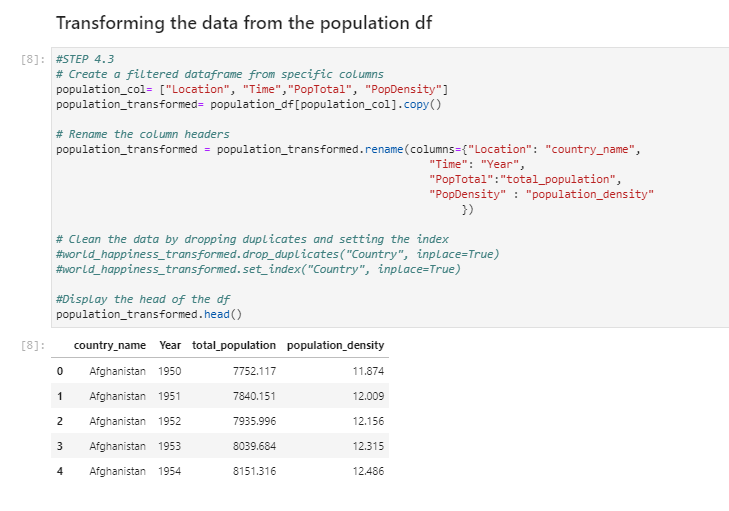 Transforming the data from the population df
[8]: #STEP 4.3
# Create a filtered dataframe from specific columns
population_col= ["Location", "Time","PopTotal", "PopDensity"]
population_transformed= population_df[population_col].copy()
# Rename the column headers
population_transformed = population_transformed.rename(columns={"Location": "country_name",
"Time": "Year",
"PopTotal":"total_population",
"PopDensity" : "population_density"
})
# Clean the data by dropping duplicates and setting the index
#world_happiness_transformed.drop_duplicates("Country", inplace=True)
#world_happiness_transformed.set_index("Country", inplace=True)
#Display the head of the df
population_transformed.head()
[8]: country_name Year total_population population_density
0 Afghanistan 1950 7752.117 11.874
1 Afghanistan 1951 7840.151 12.009
2 Afghanistan 1952 7935.996 12.156
3 Afghanistan 1953 8039.684 12.315
4 Afghanistan 1954 8151.316 12.486